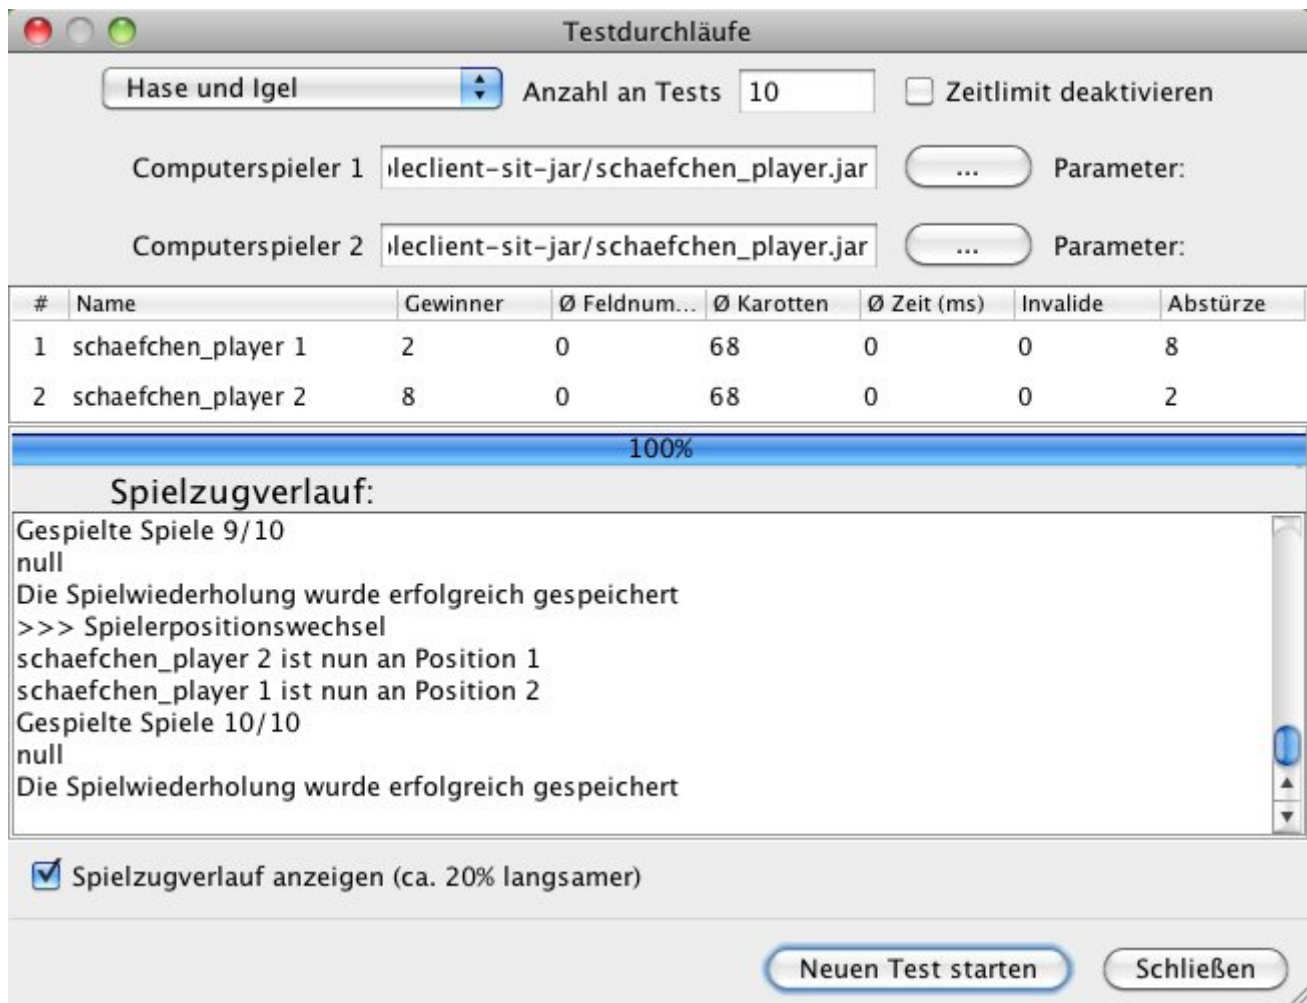 Testdurchläufe
Hase und Igel Anzahl an Tests 10 Zeitlimit deaktivieren
Computerspieler 1 leclient-sit-jar/schaefchen_player.jar ... Parameter:
Computerspieler 2 leclient-sit-jar/schaefchen_player.jar ... Parameter:
# Name Gewinner Ø Feldnum... Ø Karotten Ø Zeit (ms) Invalide Abstürze
1 schaefchen_player 1 2 0 68 0 0 8
2 schaefchen_player 2 8 0 68 0 0 2
100%
Spielzugverlauf:
Gespielte Spiele 9/10
null
Die Spielwiederholung wurde erfolgreich gespeichert
>>> Spielerpositionswechsel
schaefchen_player 2 ist nun an Position 1
schaefchen_player 1 ist nun an Position 2
Gespielte Spiele 10/10
null
Die Spielwiederholung wurde erfolgreich gespeichert
Spielzugverlauf anzeigen (ca. 20% langsamer)
Neuen Test starten Schließen